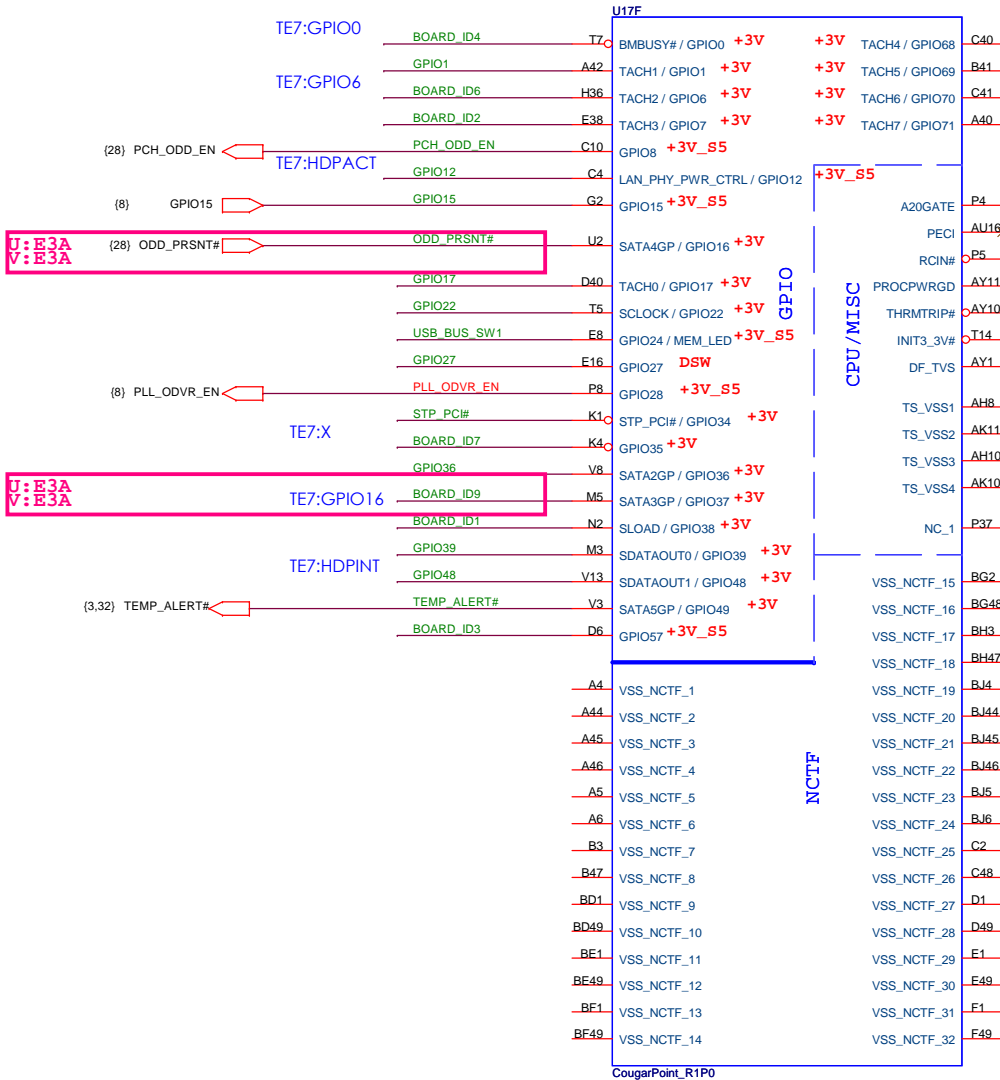 U17F
TE7:GPIO0 BOARD_ID4 T7 BMBUSY# / GPIO0 +3V +3V TACH4 / GPIO68 C40
GPIO1 A42 TACH1 / GPIO1 +3V +3V TACH5 / GPIO69 B41
TE7:GPIO6 BOARD_ID6 H36 TACH2 / GPIO6 +3V +3V TACH6 / GPIO70 C41
BOARD_ID2 E38 TACH3 / GPIO7 +3V +3V TACH7 / GPIO71 A40
{28} PCH_ODD_EN PCH_ODD_EN C10 GPIO8 +3V_S5
TE7:HDPACT GPIO12 C4 LAN_PHY_PWR_CTRL / GPIO12 +3V_S5
{8} GPIO15 GPIO15 G2 GPIO15 +3V_S5 A20GATE P4
PECI AU16
U:E3A
V:E3A
{28} ODD_PRSNT# ODD_PRSNT# U2 SATA4GP / GPIO16 +3V
RCIN# P5
GPIO17 D40 TACH0 / GPIO17 +3V GPIO CPU/MISC PROCPWRGD AY11
GPIO22 T5 SCLOCK / GPIO22 +3V THRMTRIP# AY10
USB_BUS_SW1 E8 GPIO24 / MEM_LED +3V_S5 INIT3_3V# T14
GPIO27 E16 GPIO27 DSW DF_TVS AY1
{8} PLL_ODVR_EN PLL_ODVR_EN P8 GPIO28 +3V_S5
TS_VSS1 AH8
STP_PCI# K1 STP_PCI# / GPIO34 +3V
TE7:X BOARD_ID7 K4 GPIO35 +3V TS_VSS2 AK11
GPIO36 V8 SATA2GP / GPIO36 +3V TS_VSS3 AH10
U:E3A
V:E3A
TE7:GPIO16 BOARD_ID9 M5 SATA3GP / GPIO37 +3V TS_VSS4 AK10
BOARD_ID1 N2 SLOAD / GPIO38 +3V NC_1 P37
GPIO39 M3 SDATAOUT0 / GPIO39 +3V
TE7:HDPINT GPIO48 V13 SDATAOUT1 / GPIO48 +3V VSS_NCTF_15 BG2
{3,32} TEMP_ALERT# TEMP_ALERT# V3 SATA5GP / GPIO49 +3V VSS_NCTF_16 BG48
BOARD_ID3 D6 GPIO57 +3V_S5 VSS_NCTF_17 BH3
VSS_NCTF_18 BH47
A4 VSS_NCTF_1 VSS_NCTF_19 BJ4
A44 VSS_NCTF_2 VSS_NCTF_20 BJ44
A45 VSS_NCTF_3 VSS_NCTF_21 BJ45
A46 VSS_NCTF_4 NCTF VSS_NCTF_22 BJ46
A5 VSS_NCTF_5 VSS_NCTF_23 BJ5
A6 VSS_NCTF_6 VSS_NCTF_24 BJ6
B3 VSS_NCTF_7 VSS_NCTF_25 C2
B47 VSS_NCTF_8 VSS_NCTF_26 C48
BD1 VSS_NCTF_9 VSS_NCTF_27 D1
BD49 VSS_NCTF_10 VSS_NCTF_28 D49
BE1 VSS_NCTF_11 VSS_NCTF_29 E1
BE49 VSS_NCTF_12 VSS_NCTF_30 E49
BF1 VSS_NCTF_13 VSS_NCTF_31 F1
BF49 VSS_NCTF_14 VSS_NCTF_32 F49
CougarPoint_R1P0